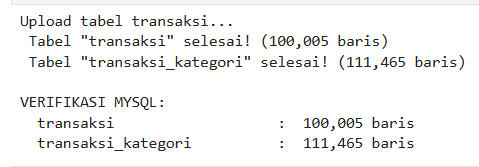 Upload tabel transaksi...
Tabel "transaksi" selesai! (100,005 baris)
Tabel "transaksi_kategori" selesai! (111,465 baris)
VERIFIKASI MYSQL:
transaksi : 100,005 baris
transaksi_kategori : 111,465 baris